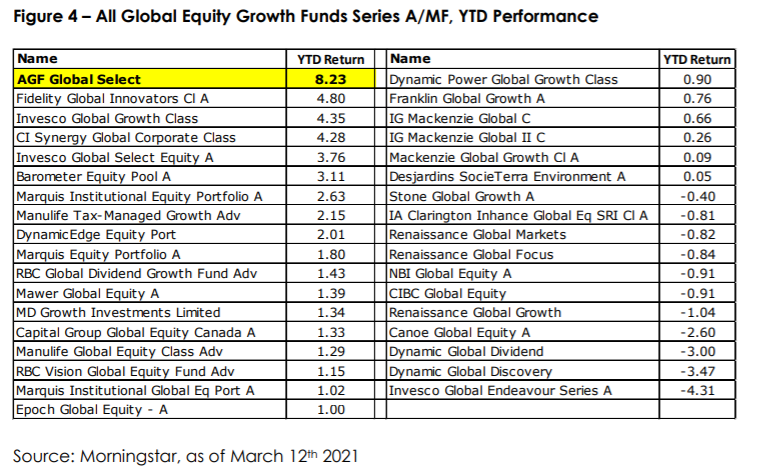 Figure 4 – All Global Equity Growth Funds Series A/MF, YTD Performance
Name YTD Return Name YTD Return
AGF Global Select 8.23 Dynamic Power Global Growth Class 0.90
Fidelity Global Innovators Cl A 4.80 Franklin Global Growth A 0.76
Invesco Global Growth Class 4.35 IG Mackenzie Global C 0.66
CI Synergy Global Corporate Class 4.28 IG Mackenzie Global II C 0.26
Invesco Global Select Equity A 3.76 Mackenzie Global Growth Cl A 0.09
Barometer Equity Pool A 3.11 Desjardins SocieTerra Environment A 0.05
Marquis Institutional Equity Portfolio A 2.63 Stone Global Growth A -0.40
Manulife Tax-Managed Growth Adv 2.15 IA Clarington Inhance Global Eq SRI Cl A -0.81
DynamicEdge Equity Port 2.01 Renaissance Global Markets -0.82
Marquis Equity Portfolio A 1.80 Renaissance Global Focus -0.84
RBC Global Dividend Growth Fund Adv 1.43 NBI Global Equity A -0.91
Mawer Global Equity A 1.39 CIBC Global Equity -0.91
MD Growth Investments Limited 1.34 Renaissance Global Growth -1.04
Capital Group Global Equity Canada A 1.33 Canoe Global Equity A -2.60
Manulife Global Equity Class Adv 1.29 Dynamic Global Dividend -3.00
RBC Vision Global Equity Fund Adv 1.15 Dynamic Global Discovery -3.47
Marquis Institutional Global Eq Port A 1.02 Invesco Global Endeavour Series A -4.31
Epoch Global Equity - A 1.00
Source: Morningstar, as of March 12th 2021